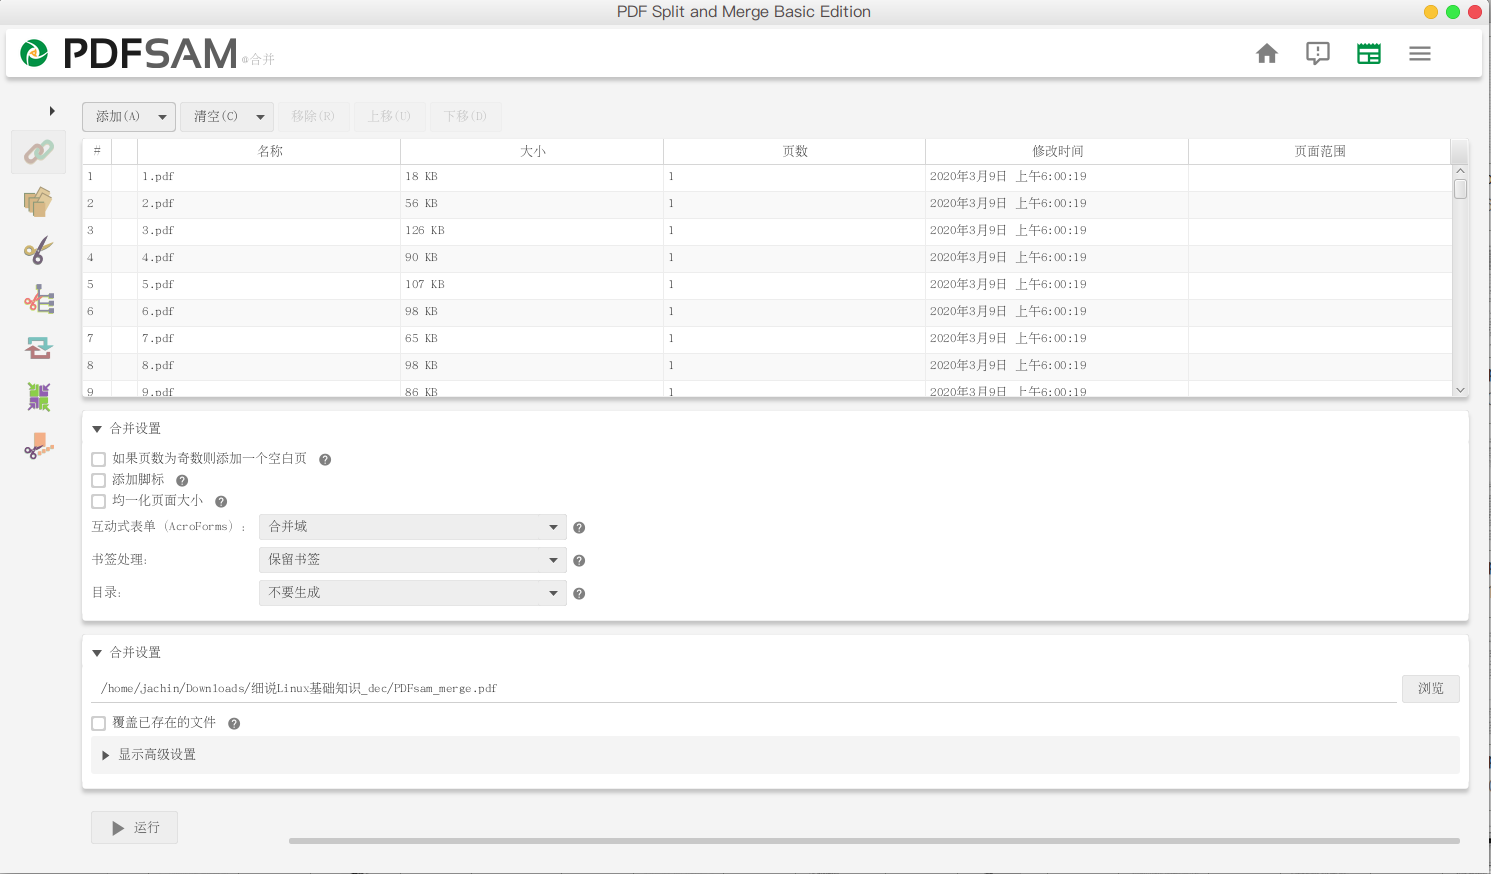 PDF Split and Merge Basic Edition
PDFSAM @合并
添加(A) 清空(C) 移除(R) 上移(U) 下移(D)
# 名称 大小 页数 修改时间 页面范围
1 1.pdf 18 KB 1 2020年3月9日 上午6:00:19
2 2.pdf 56 KB 1 2020年3月9日 上午6:00:19
3 3.pdf 126 KB 1 2020年3月9日 上午6:00:19
4 4.pdf 90 KB 1 2020年3月9日 上午6:00:19
5 5.pdf 107 KB 1 2020年3月9日 上午6:00:19
6 6.pdf 98 KB 1 2020年3月9日 上午6:00:19
7 7.pdf 65 KB 1 2020年3月9日 上午6:00:19
8 8.pdf 98 KB 1 2020年3月9日 上午6:00:19
9 9.pdf 86 KB 1 2020年3月9日 上午6:00:19
合并设置
如果页数为奇数则添加一个空白页
添加脚标
均一化页面大小
互动式表单（AcroForms）： 合并域
书签处理: 保留书签
目录: 不要生成
合并设置
/home/jachin/Downloads/细说Linux基础知识_dec/PDFsam_merge.pdf 浏览
覆盖已存在的文件
显示高级设置
运行